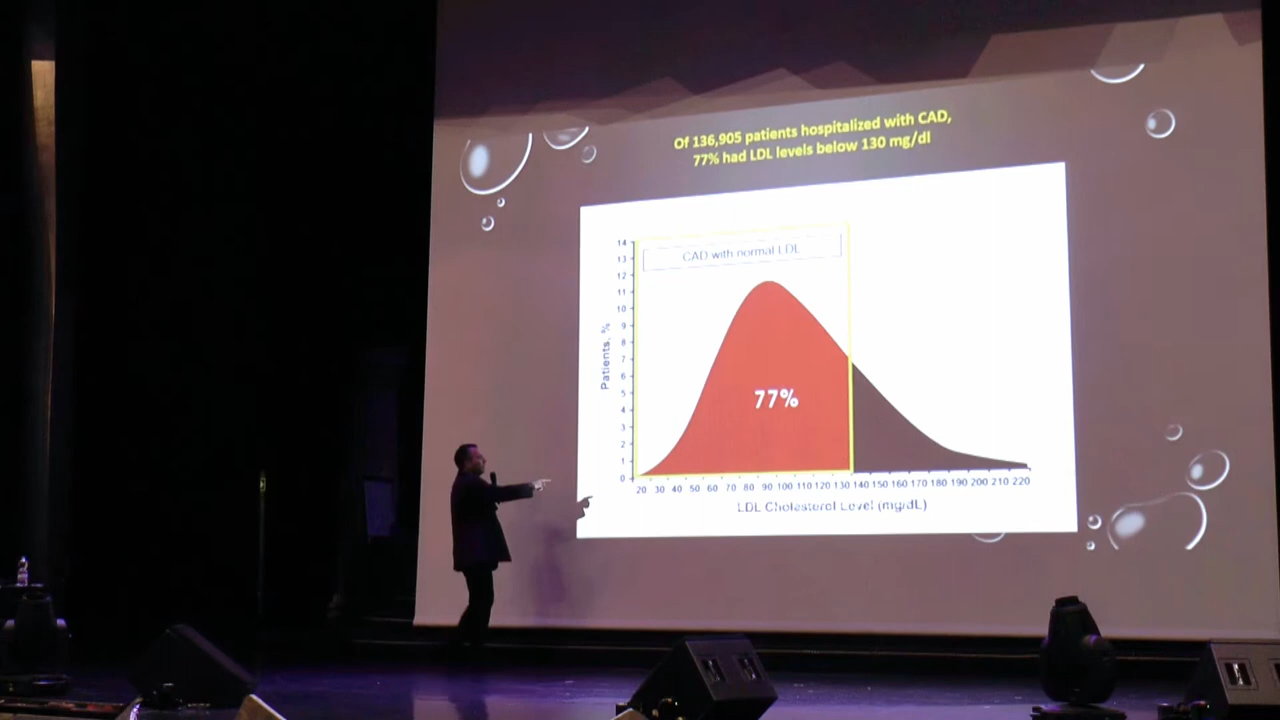 Of 136,905 patients hospitalized with CAD,
77% had LDL levels below 130 mg/dl
CAD with normal LDL
14
13
12
11
10
9
8
7
6
5
4
3
2
1
0
Patients, %
77%
20 30 40 50 60 70 80 90 100 110 120 130 140 150 160 170 180 190 200 210 220
LDL Cholesterol Level (mg/dL)